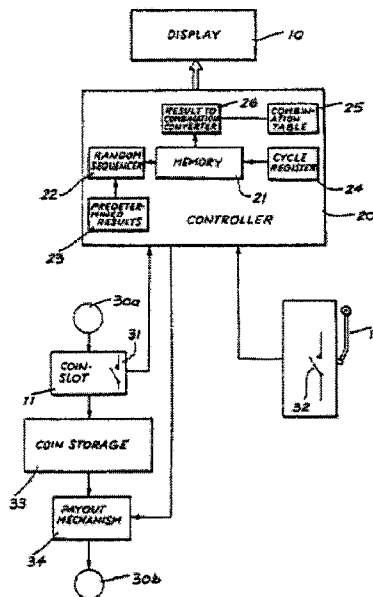 DISPLAY
10
26
RESULT TO
COMBINATION
CONVERTER
25
COMBIN-
ATION
TABLE
RANDOM
SEQUENCER
MEMORY
CYCLE
REGISTER
22
21
24
PREDETER-
MINED
RESULTS
CONTROLLER
20
23
30a
31
COIN-
SLOT
11
1
32
COIN STORAGE
33
PAYOUT
MECHANISM
34
30b